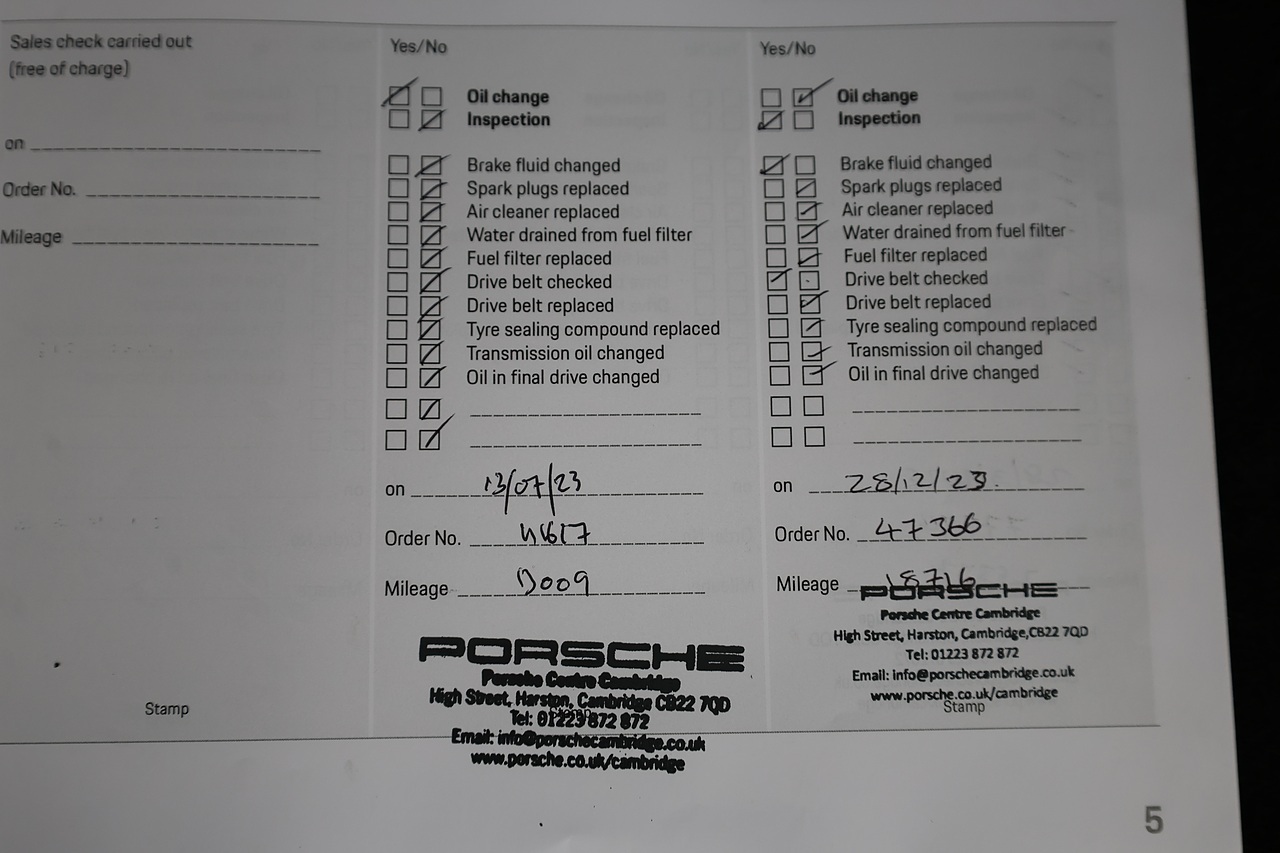 Sales check carried out
(free of charge)
on
Order No.
Mileage
Stamp
Yes/No
Oil change
Inspection
Brake fluid changed
Spark plugs replaced
Air cleaner replaced
Water drained from fuel filter
Fuel filter replaced
Drive belt checked
Drive belt replaced
Tyre sealing compound replaced
Transmission oil changed
Oil in final drive changed
on 13/07/23
Order No.
Mileage
PORSCHE
Porsche Centre Cambridge
High Street, Harston, Cambridge CB22 7QD
Tel: 01223 872 872
Email: info@porschecambridge.co.uk
www.porsche.co.uk/cambridge
Yes/No
Oil change
Inspection
Brake fluid changed
Spark plugs replaced
Air cleaner replaced
Water drained from fuel filter
Fuel filter replaced
Drive belt checked
Drive belt replaced
Tyre sealing compound replaced
Transmission oil changed
Oil in final drive changed
on 28/12/23.
Order No. 47366
Mileage 18716
PORSCHE
Porsche Centre Cambridge
High Street, Harston, Cambridge,CB22 7QD
Tel: 01223 872 872
Email: info@porschecambridge.co.uk
www.porsche.co.uk/cambridge
Stamp
5